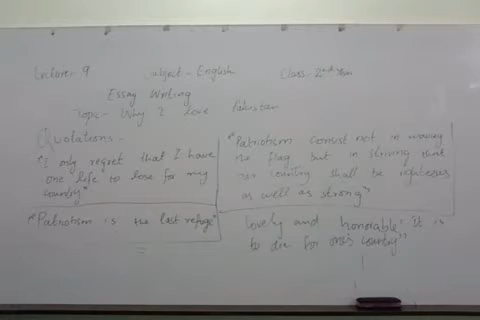 Lecture - 9
subject - English
Class - 2nd Year
Essay Writing
Topic - Why I love Pakistan
Quotations -
"I only regret that I have
one life to lose for my
country"
"Patriotism is the last refuge"
"Patriotism consist not in waving
the flag but in striving that
our country shall be righteous
as well as strong"
lovely and honorable "It is
to die for one's country"